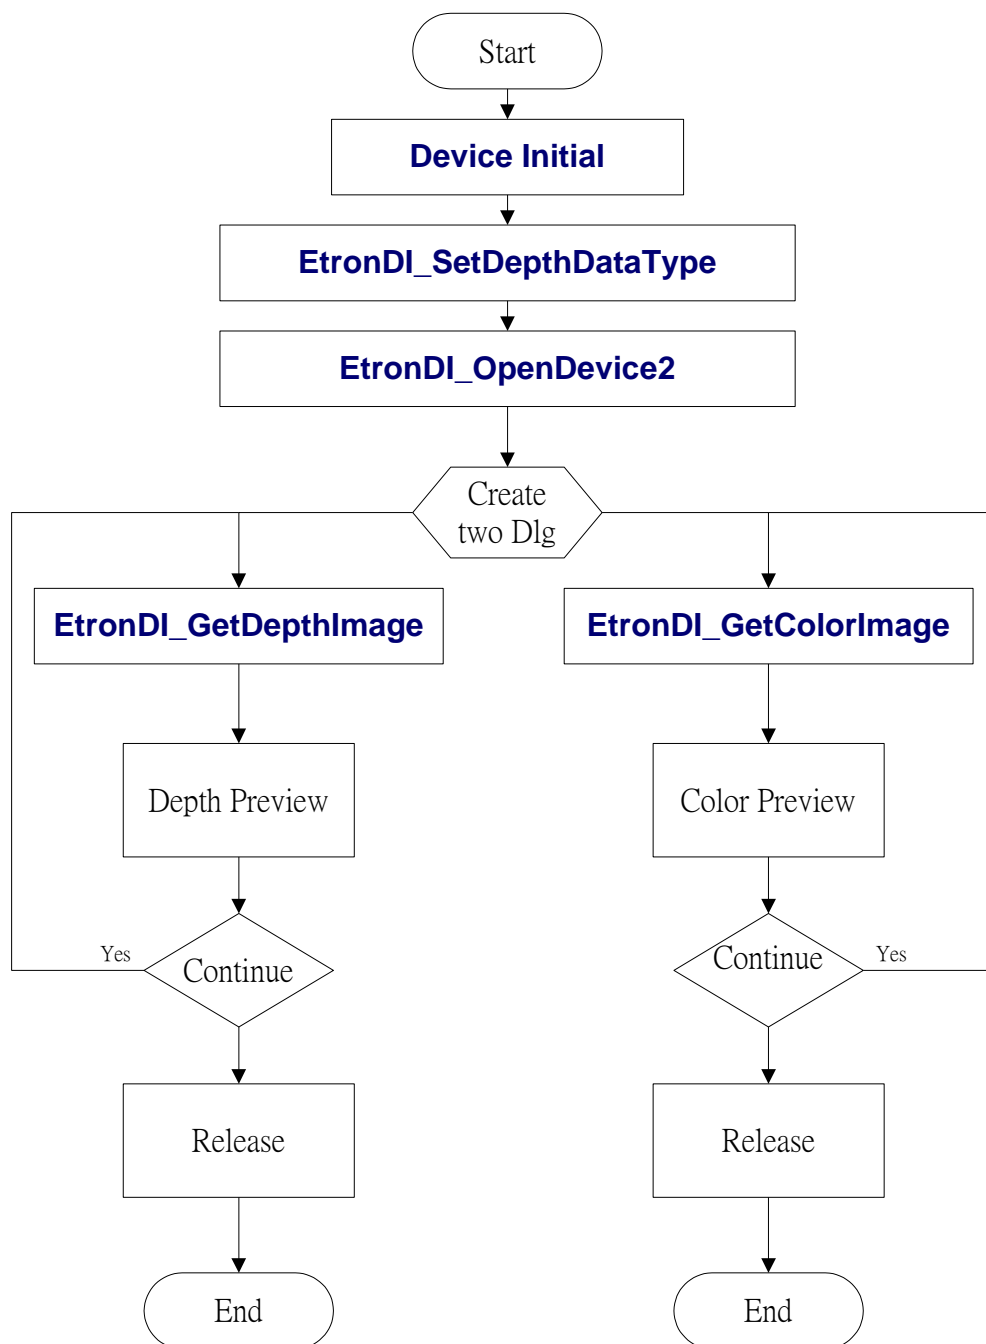 Start
Device Initial
EtronDI_SetDepthDataType
EtronDI_OpenDevice2
Create
two Dlg
EtronDI_GetDepthImage
EtronDI_GetColorImage
Depth Preview
Color Preview
Yes
Continue
Continue
Yes
Release
Release
End
End